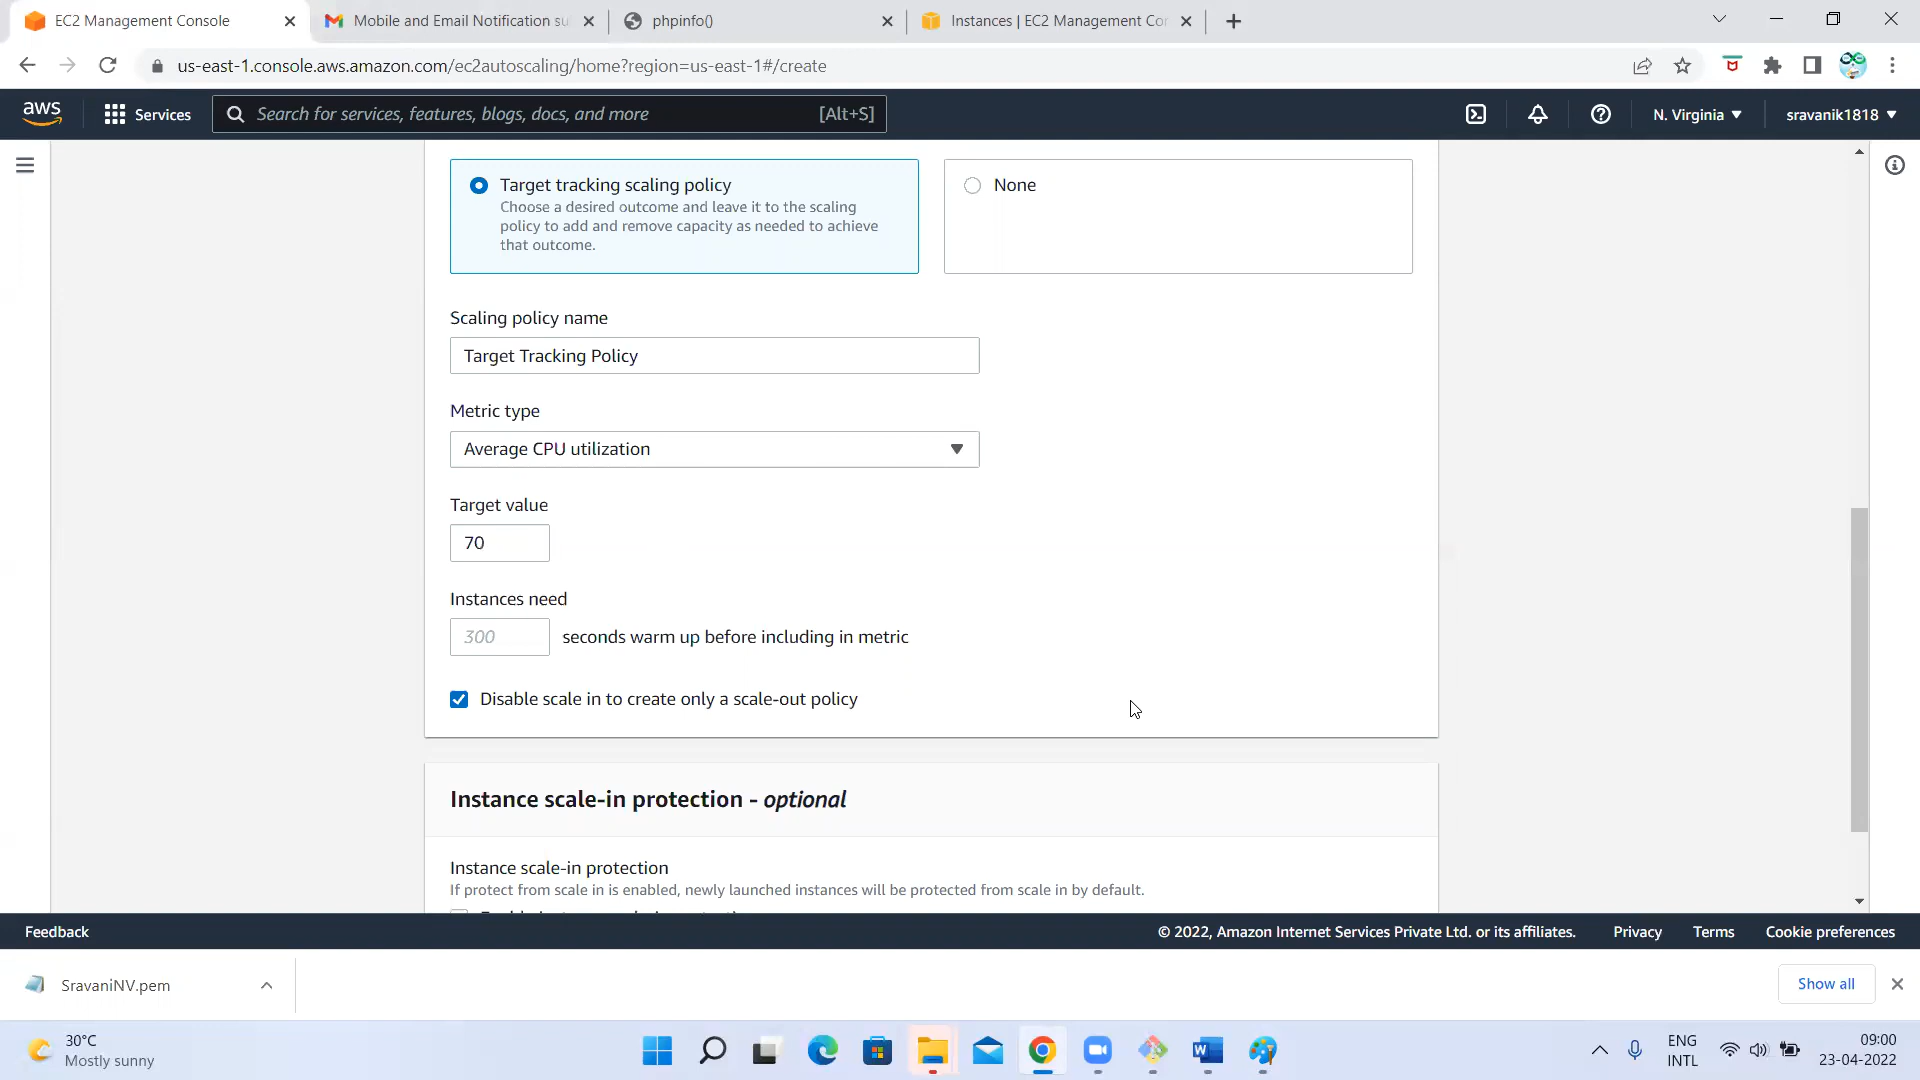 EC2 Management Console
Mobile and Email Notification su
phpinfo()
Instances | EC2 Management Cor
us-east-1.console.aws.amazon.com/ec2autoscaling/home?region=us-east-1#/create
aws
Services
Search for services, features, blogs, docs, and more
[Alt+S]
N. Virginia
sravanik1818
Target tracking scaling policy
Choose a desired outcome and leave it to the scaling
policy to add and remove capacity as needed to achieve
that outcome.
None
Scaling policy name
Target Tracking Policy
Metric type
Average CPU utilization
Target value
70
Instances need
300
seconds warm up before including in metric
Disable scale in to create only a scale-out policy
Instance scale-in protection - optional
Instance scale-in protection
If protect from scale in is enabled, newly launched instances will be protected from scale in by default.
Feedback
© 2022, Amazon Internet Services Private Ltd. or its affiliates.
Privacy
Terms
Cookie preferences
SravaniNV.pem
Show all
30°C
Mostly sunny
ENG
INTL
09:00
23-04-2022